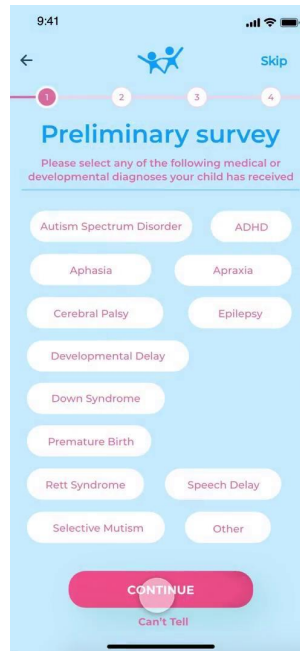 9:41
Skip
1 2 3 4
Preliminary survey
Please select any of the following medical or
developmental diagnoses your child has received
Autism Spectrum Disorder ADHD
Aphasia Apraxia
Cerebral Palsy Epilepsy
Developmental Delay
Down Syndrome
Premature Birth
Rett Syndrome Speech Delay
Selective Mutism Other
CONTINUE
Can't Tell